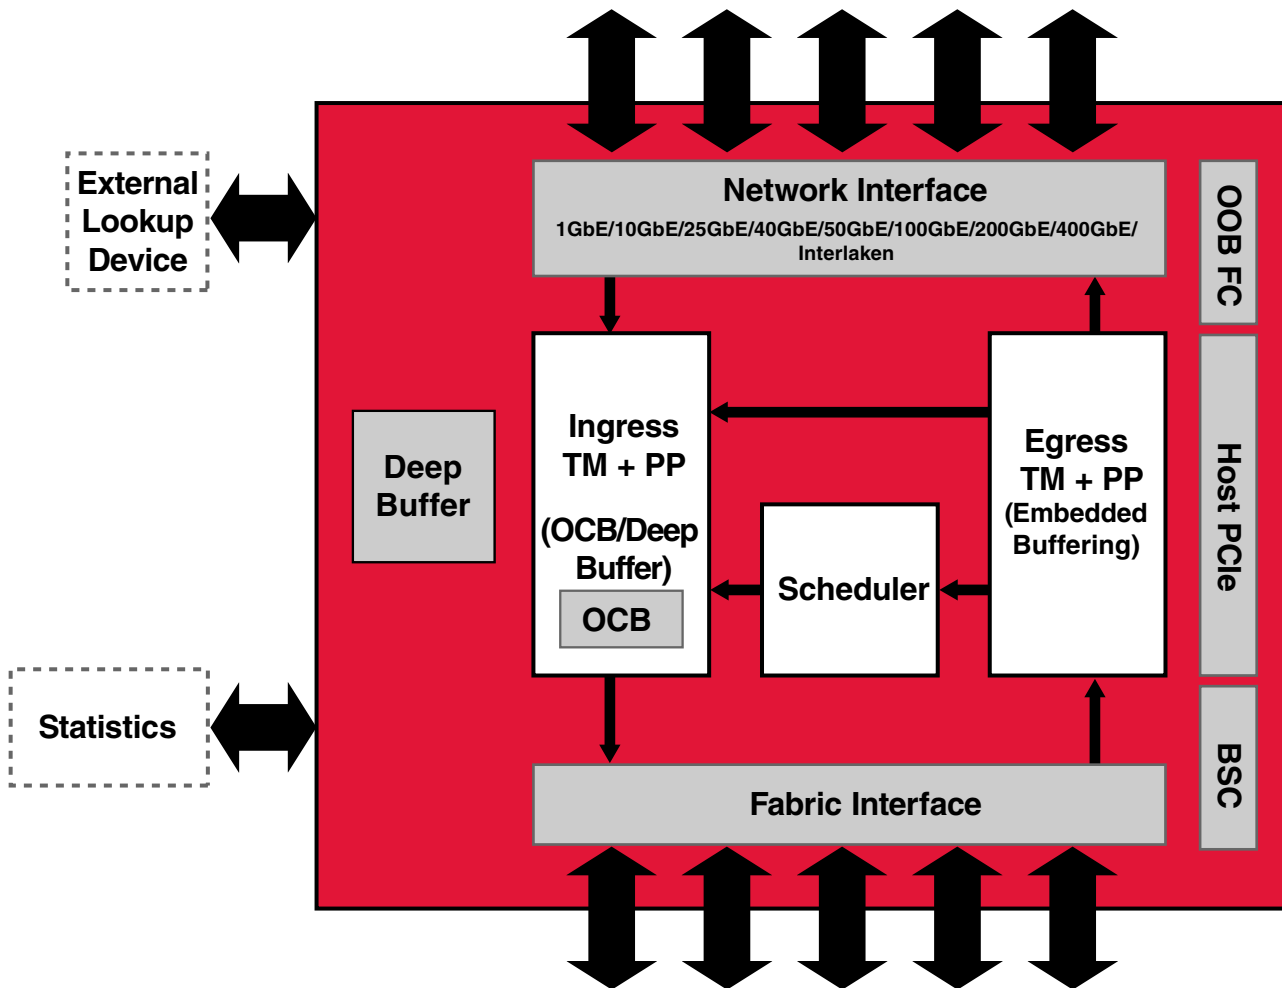 External
Lookup
Device
Network Interface
1GbE/10GbE/25GbE/40GbE/50GbE/100GbE/200GbE/400GbE/
Interlaken
OOB FC
Deep
Buffer
Ingress
TM + PP
(OCB/Deep
Buffer)
OCB
Scheduler
Egress
TM + PP
(Embedded
Buffering)
Host PCIe
Statistics
Fabric Interface
BSC